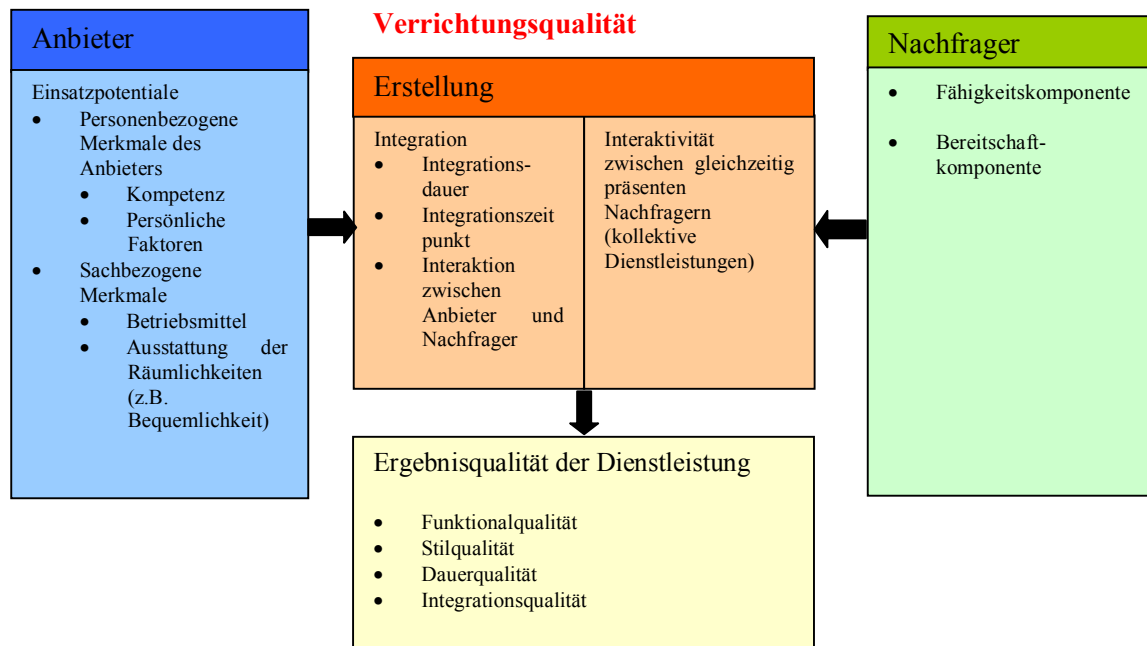 Verrichtungsqualität
Anbieter
Einsatzpotentiale
• Personenbezogene
Merkmale des
Anbieters
• Kompetenz
• Persönliche
Faktoren
• Sachbezogene
Merkmale
• Betriebsmittel
• Ausstattung der
Räumlichkeiten
(z.B.
Bequemlichkeit)
Erstellung
Integration
• Integrations-
dauer
• Integrationszeit
punkt
• Interaktion
zwischen
Anbieter und
Nachfrager
Interaktivität
zwischen gleichzeitig
präsenten
Nachfragern
(kollektive
Dienstleistungen)
Nachfrager
• Fähigkeitskomponente
• Bereitschaft-
komponente
Ergebnisqualität der Dienstleistung
• Funktionalqualität
• Stilqualität
• Dauerqualität
• Integrationsqualität